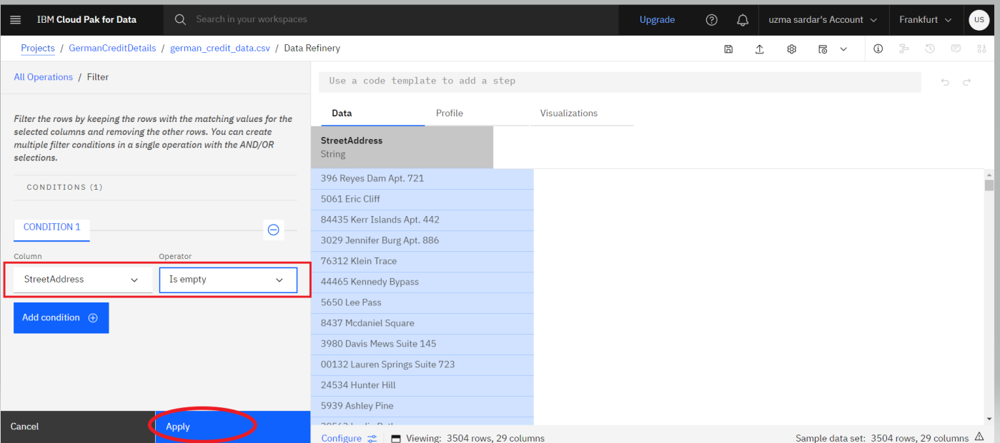 IBM Cloud Pak for Data
Search in your workspaces
Upgrade
uzma sardar's Account
Frankfurt
US
Projects / GermanCreditDetails / german_credit_data.csv / Data Refinery
All Operations / Filter
Filter the rows by keeping the rows with the matching values for the
selected columns and removing the other rows. You can create
multiple filter conditions in a single operation with the AND/OR
selections.
CONDITIONS (1)
CONDITION 1
Column
Operator
StreetAddress
Is empty
Add condition
Cancel
Apply
Use a code template to add a step
Data
Profile
Visualizations
StreetAddress
String
396 Reyes Dam Apt. 721
5061 Eric Cliff
84435 Kerr Islands Apt. 442
3029 Jennifer Burg Apt. 886
76312 Klein Trace
44465 Kennedy Bypass
5650 Lee Pass
8437 Mcdaniel Square
3980 Davis Mews Suite 145
00132 Lauren Springs Suite 723
24534 Hunter Hill
5939 Ashley Pine
Configure
Viewing: 3504 rows, 29 columns
Sample data set: 3504 rows, 29 columns